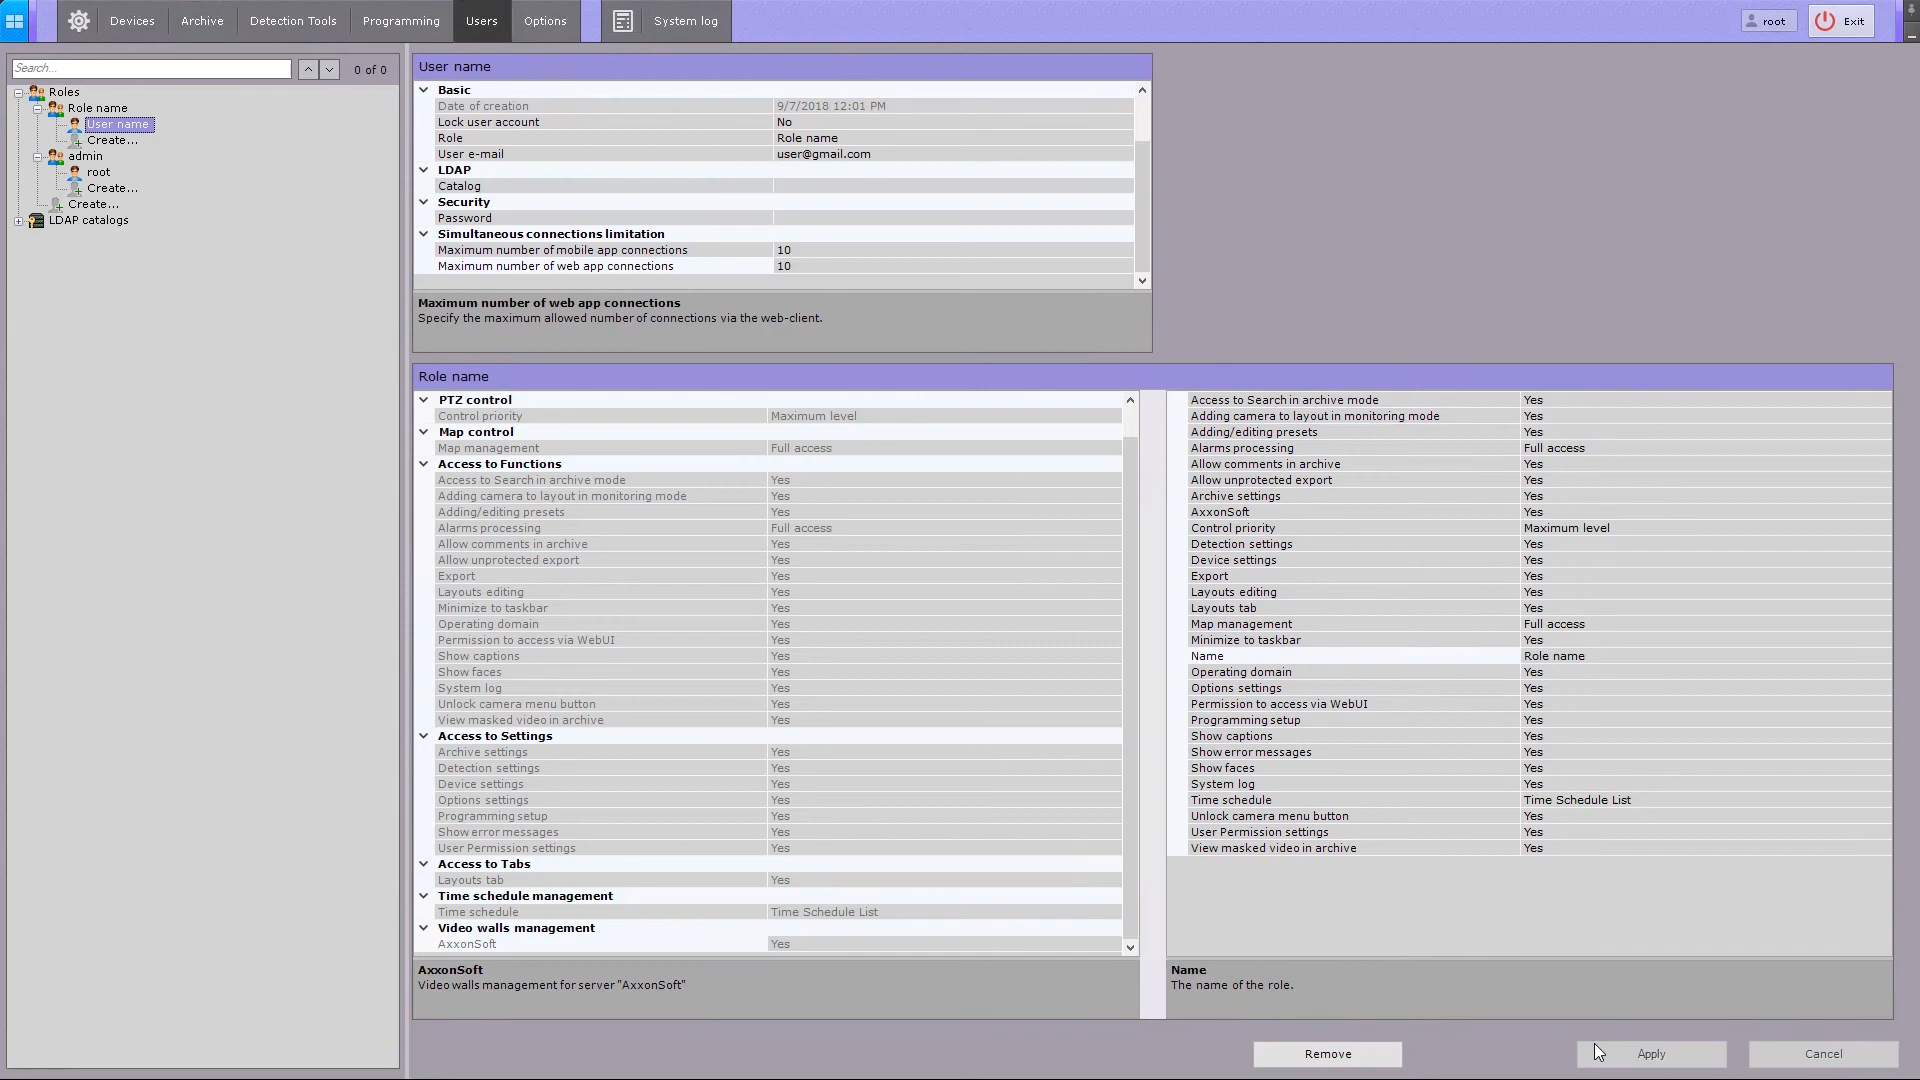 Devices Archive Detection Tools Programming Users Options System log root Exit
Search... 0 of 0
Roles
Role name
User name
Create...
admin
root
Create...
Create...
LDAP catalogs
User name
Basic
Date of creation 9/7/2018 12:01 PM
Lock user account No
Role Role name
User e-mail user@gmail.com
LDAP
Catalog
Security
Password
Simultaneous connections limitation
Maximum number of mobile app connections 10
Maximum number of web app connections 10
Maximum number of web app connections
Specify the maximum allowed number of connections via the web-client.
Role name
PTZ control
Control priority Maximum level
Map control
Map management Full access
Access to Functions
Access to Search in archive mode Yes
Adding camera to layout in monitoring mode Yes
Adding/editing presets Yes
Alarms processing Full access
Allow comments in archive Yes
Allow unprotected export Yes
Export Yes
Layouts editing Yes
Minimize to taskbar Yes
Operating domain Yes
Permission to access via WebUI Yes
Show captions Yes
Show faces Yes
System log Yes
Unlock camera menu button Yes
View masked video in archive Yes
Access to Settings
Archive settings Yes
Detection settings Yes
Device settings Yes
Options settings Yes
Programming setup Yes
Show error messages Yes
User Permission settings Yes
Access to Tabs
Layouts tab Yes
Time schedule management
Time schedule Time Schedule List
Video walls management
AxxonSoft Yes
AxxonSoft
Video walls management for server "AxxonSoft"
Access to Search in archive mode Yes
Adding camera to layout in monitoring mode Yes
Adding/editing presets Yes
Alarms processing Full access
Allow comments in archive Yes
Allow unprotected export Yes
Archive settings Yes
AxxonSoft Yes
Control priority Maximum level
Detection settings Yes
Device settings Yes
Export Yes
Layouts editing Yes
Layouts tab Yes
Map management Full access
Minimize to taskbar Yes
Name Role name
Operating domain Yes
Options settings Yes
Permission to access via WebUI Yes
Programming setup Yes
Show captions Yes
Show error messages Yes
Show faces Yes
System log Yes
Time schedule Time Schedule List
Unlock camera menu button Yes
User Permission settings Yes
View masked video in archive Yes
Name
The name of the role.
Remove Apply Cancel